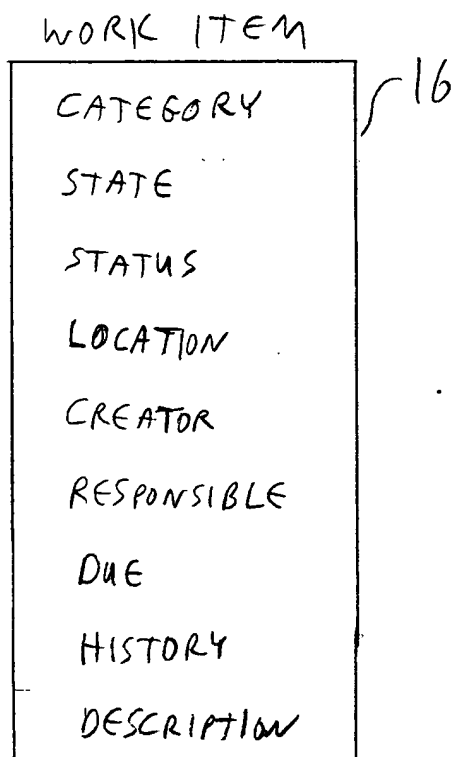 WORK ITEM
16
CATEGORY
STATE
STATUS
LOCATION
CREATOR
RESPONSIBLE
DUE
HISTORY
DESCRIPTION